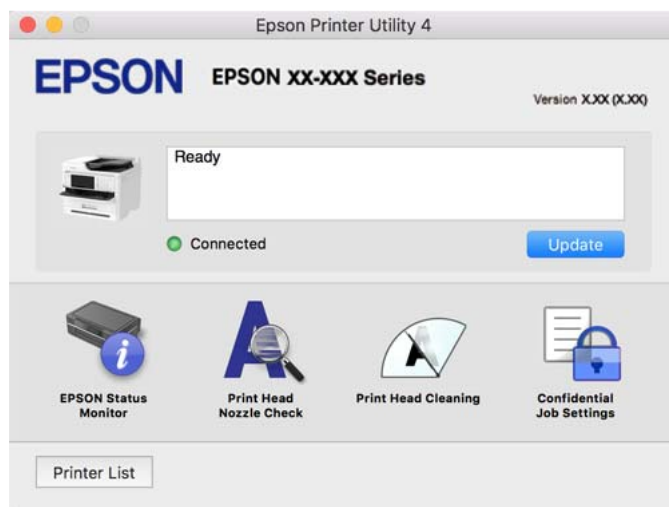 Epson Printer Utility 4
EPSON
EPSON XX-XXX Series
Version X.XX (X.XX)
Ready
Connected
Update
EPSON Status
Monitor
Print Head
Nozzle Check
Print Head Cleaning
Confidential
Job Settings
Printer List